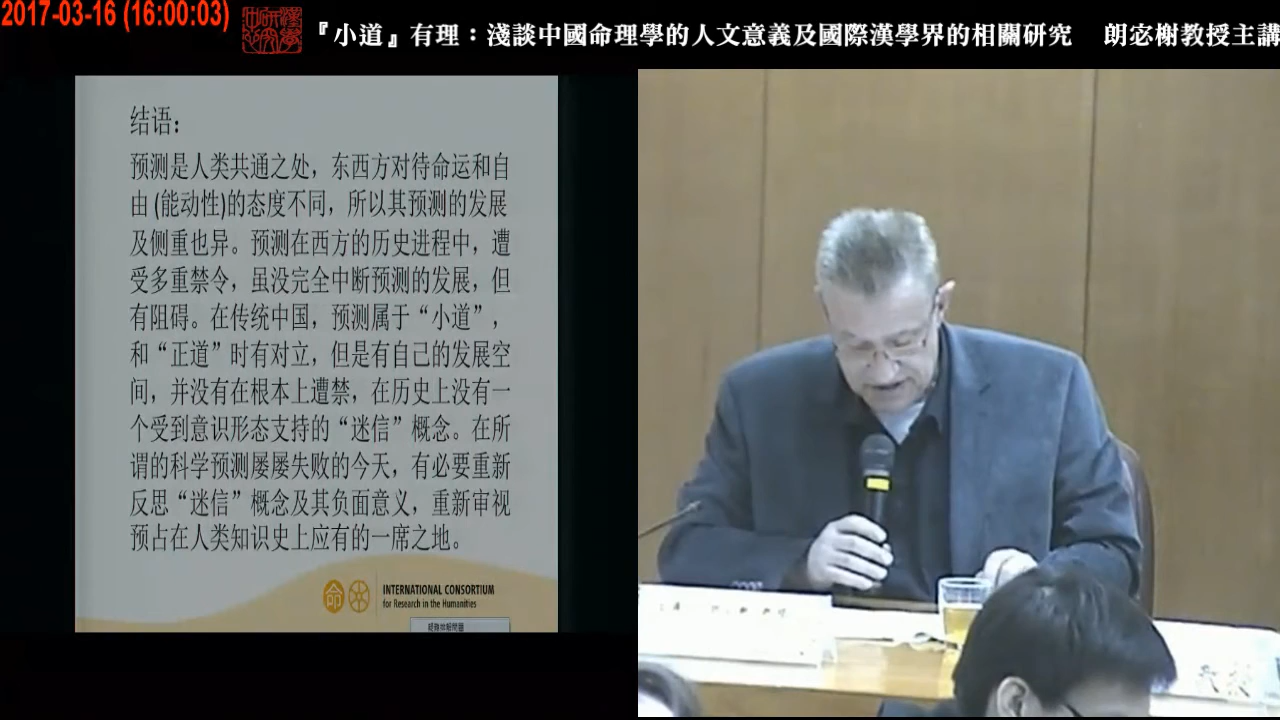 2017-03-16 (16:00:03)
『小道』有理：淺談中國命理學的人文意義及國際漢學界的相關研究 朗宓榭教授主講
结语：
预测是人类共通之处，东西方对待命运和自
由 (能动性)的态度不同，所以其预测的发展
及侧重也异。预测在西方的历史进程中，遭
受多重禁令，虽没完全中断预测的发展，但
有阻碍。在传统中国，预测属于“小道”，
和“正道”时有对立，但是有自己的发展空
间，并没有在根本上遭禁，在历史上没有一
个受到意识形态支持的“迷信”概念。在所
谓的科学预测屡屡失败的今天，有必要重新
反思“迷信”概念及其负面意义，重新审视
预占在人类知识史上应有的一席之地。
命
INTERNATIONAL CONSORTIUM
for Research in the Humanities